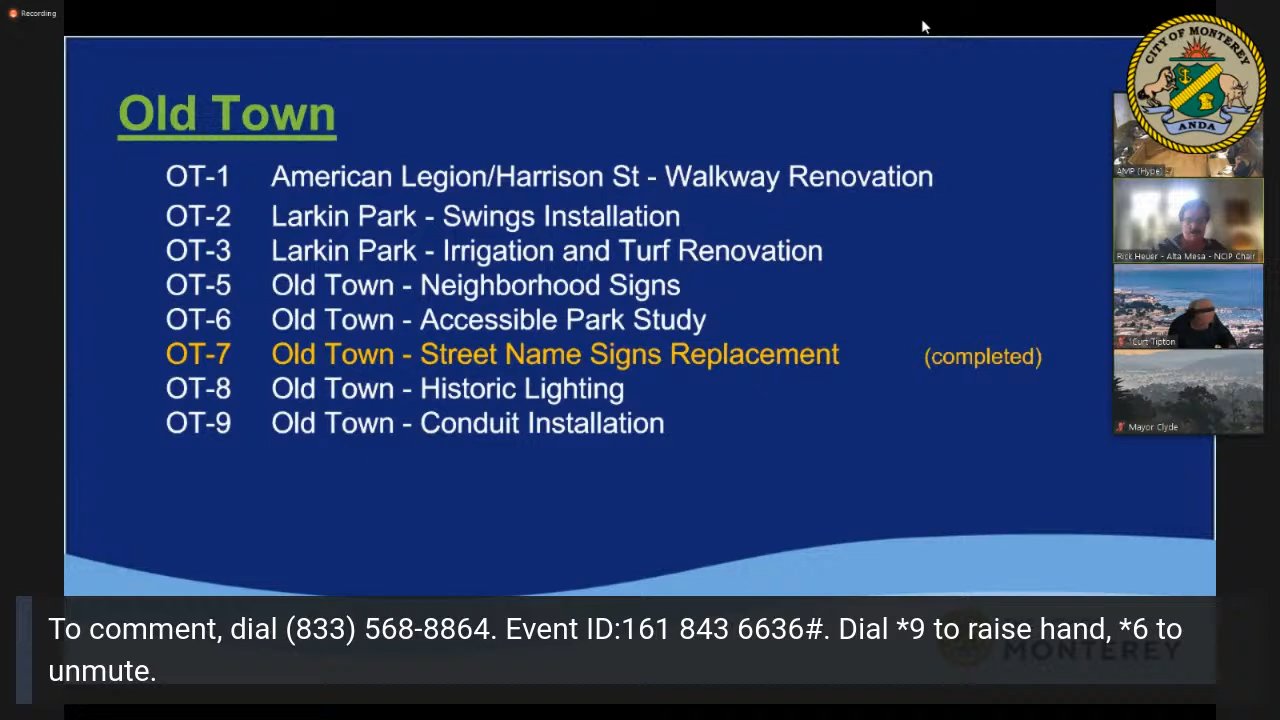 Recording
CITY OF MONTEREY
ANDA
Old Town
OT-1 American Legion/Harrison St - Walkway Renovation
OT-2 Larkin Park - Swings Installation
OT-3 Larkin Park - Irrigation and Turf Renovation
OT-5 Old Town - Neighborhood Signs
OT-6 Old Town - Accessible Park Study
OT-7 Old Town - Street Name Signs Replacement (completed)
OT-8 Old Town - Historic Lighting
OT-9 Old Town - Conduit Installation
AMP (Hype)
Rick Heuer - Alta Mesa - NCIP Chair
Curt Tipton
Mayor Clyde
To comment, dial (833) 568-8864. Event ID:161 843 6636#. Dial *9 to raise hand, *6 to
unmute.
MONTEREY